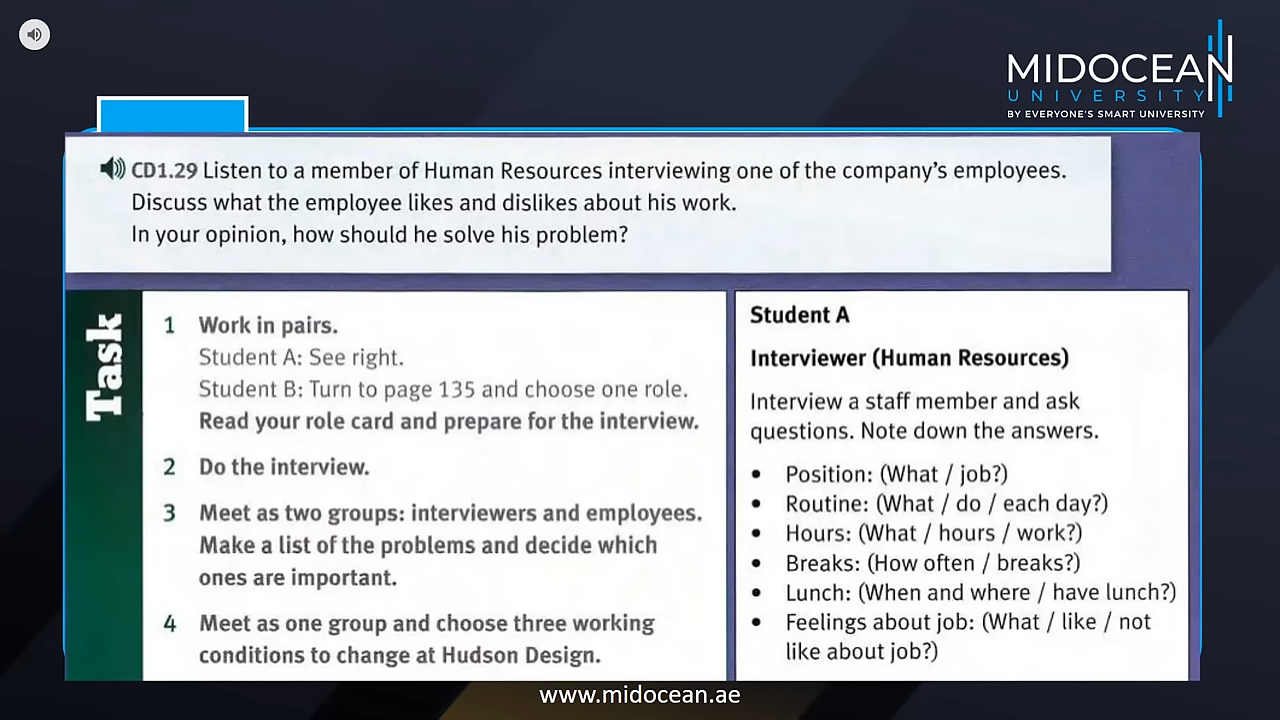 MIDOCEAN
UNIVERSITY
BY EVERYONE'S SMART UNIVERSITY
CD1.29 Listen to a member of Human Resources interviewing one of the company's employees.
Discuss what the employee likes and dislikes about his work.
In your opinion, how should he solve his problem?
Task
1 Work in pairs.
Student A: See right.
Student B: Turn to page 135 and choose one role.
Read your role card and prepare for the interview.
2 Do the interview.
3 Meet as two groups: interviewers and employees.
Make a list of the problems and decide which
ones are important.
4 Meet as one group and choose three working
conditions to change at Hudson Design.
Student A
Interviewer (Human Resources)
Interview a staff member and ask
questions. Note down the answers.
• Position: (What / job?)
• Routine: (What / do / each day?)
• Hours: (What / hours / work?)
• Breaks: (How often / breaks?)
• Lunch: (When and where / have lunch?)
• Feelings about job: (What / like / not
like about job?)
www.midocean.ae